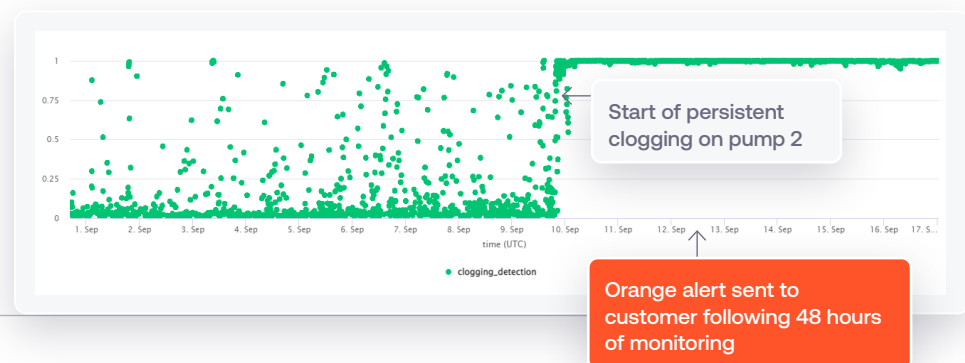 1
0.75
0.5
0.25
0
1. Sep 2. Sep 3. Sep 4. Sep 5. Sep 6. Sep 7. Sep 8. Sep 9. Sep 10. Sep 11. Sep 12. Sep 13. Sep 14. Sep 15. Sep 16. Sep 17. S...
time (UTC)
clogging_detection
Start of persistent
clogging on pump 2
Orange alert sent to
customer following 48 hours
of monitoring